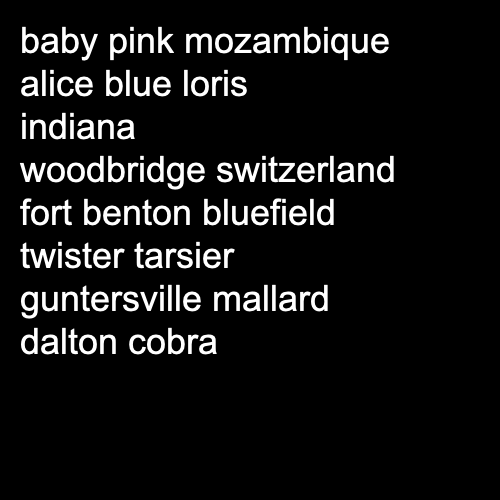 baby pink mozambique
alice blue loris
indiana
woodbridge switzerland
fort benton bluefield
twister tarsier
guntersville mallard
dalton cobra